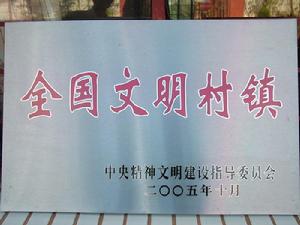 全国文明村镇
中央精神文明建设指导委员会
二〇〇五年十月